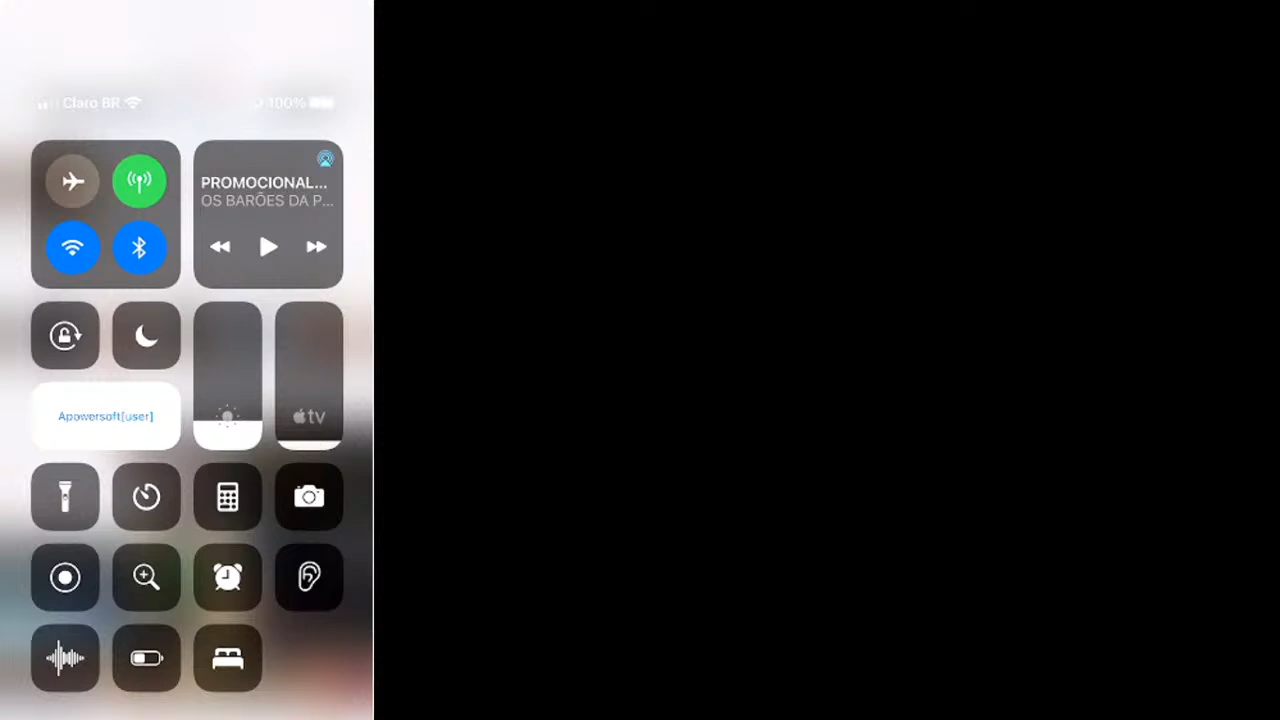 Claro BR
100%
PROMOCIONAL...
OS BARÕES DA P...
Apowersoft[user]
tv